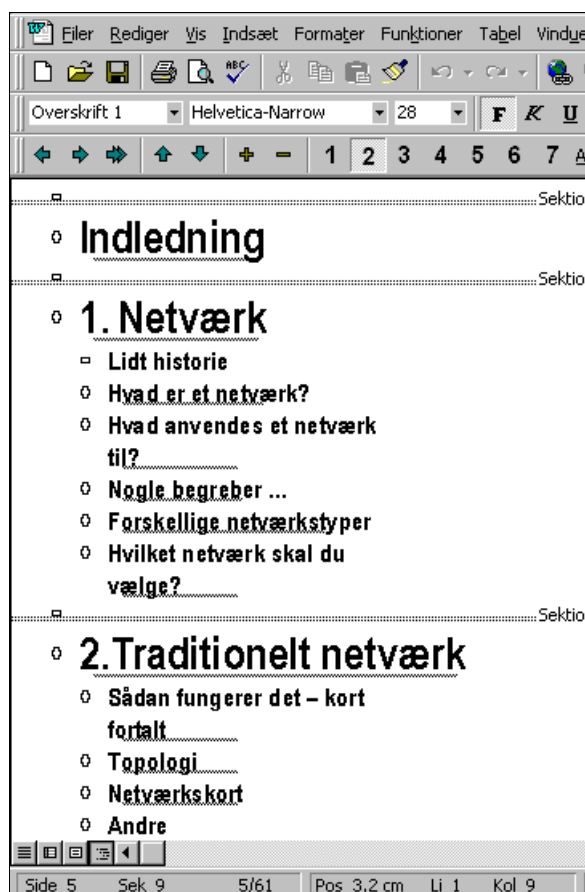 Filer Rediger Vis Indsæt Formater Funktioner Tabel Vindue
ABC
Overskrift 1 Helvetica-Narrow 28 F K U
1 2 3 4 5 6 7 A
Sektio
Indledning
Sektio
1. Netværk
Lidt historie
Hvad er et netværk?
Hvad anvendes et netværk
til?
Nogle begreber ...
Forskellige netværkstyper
Hvilket netværk skal du
vælge?
Sektio
2. Traditionelt netværk
Sådan fungerer det – kort
fortalt
Topologi
Netværkskort
Andre
Side 5 Sek 9 5/61 Pos 3,2 cm Li 1 Kol 9